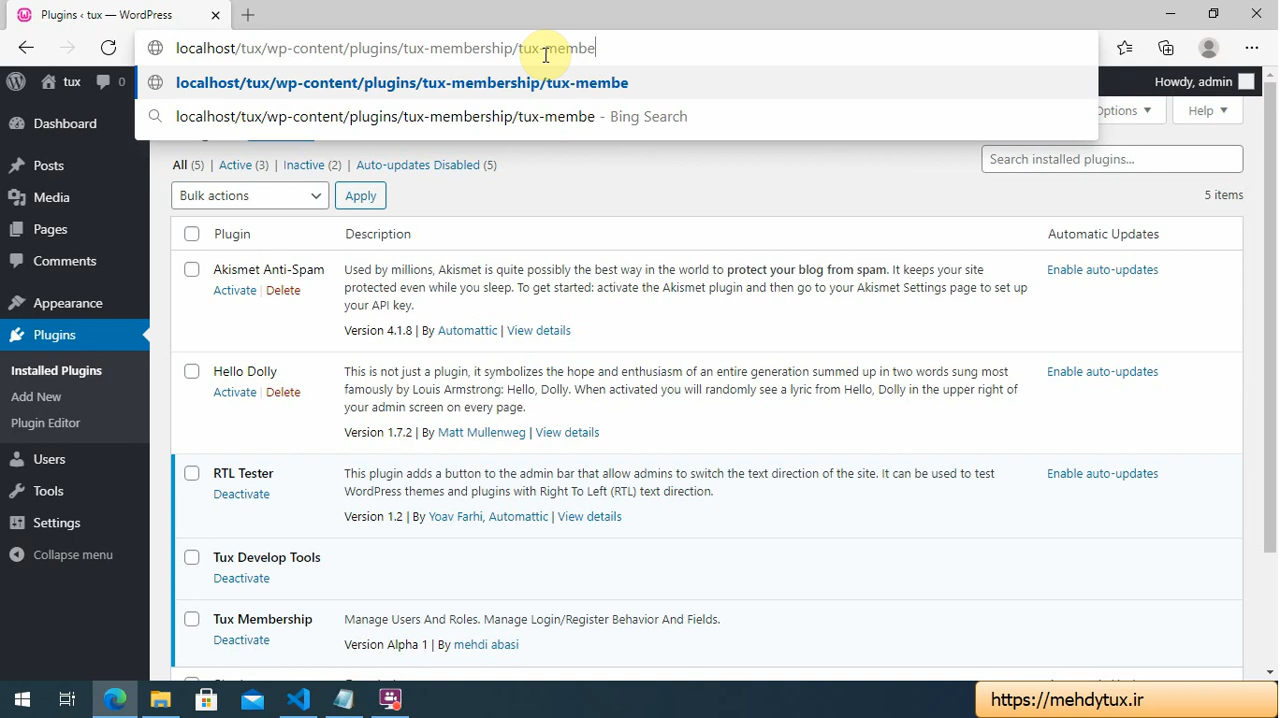 Plugins ‹ tux — WordPress
localhost/tux/wp-content/plugins/tux-membership/tux-membe
localhost/tux/wp-content/plugins/tux-membership/tux-membe
localhost/tux/wp-content/plugins/tux-membership/tux-membe - Bing Search
tux
0
Howdy, admin
Options
Help
Dashboard
Posts
Media
Pages
Comments
Appearance
Plugins
Installed Plugins
Add New
Plugin Editor
Users
Tools
Settings
Collapse menu
All (5) | Active (3) | Inactive (2) | Auto-updates Disabled (5)
Search installed plugins...
Bulk actions
Apply
5 items
Plugin
Description
Automatic Updates
Akismet Anti-Spam
Activate | Delete
Used by millions, Akismet is quite possibly the best way in the world to protect your blog from spam. It keeps your site
protected even while you sleep. To get started: activate the Akismet plugin and then go to your Akismet Settings page to set up
your API key.
Version 4.1.8 | By Automattic | View details
Enable auto-updates
Hello Dolly
Activate | Delete
This is not just a plugin, it symbolizes the hope and enthusiasm of an entire generation summed up in two words sung most
famously by Louis Armstrong: Hello, Dolly. When activated you will randomly see a lyric from Hello, Dolly in the upper right of
your admin screen on every page.
Version 1.7.2 | By Matt Mullenweg | View details
Enable auto-updates
RTL Tester
Deactivate
This plugin adds a button to the admin bar that allow admins to switch the text direction of the site. It can be used to test
WordPress themes and plugins with Right To Left (RTL) text direction.
Version 1.2 | By Yoav Farhi, Automattic | View details
Enable auto-updates
Tux Develop Tools
Deactivate
Tux Membership
Deactivate
Manage Users And Roles. Manage Login/Register Behavior And Fields.
Version Alpha 1 | By mehdi abasi
https://mehdytux.ir